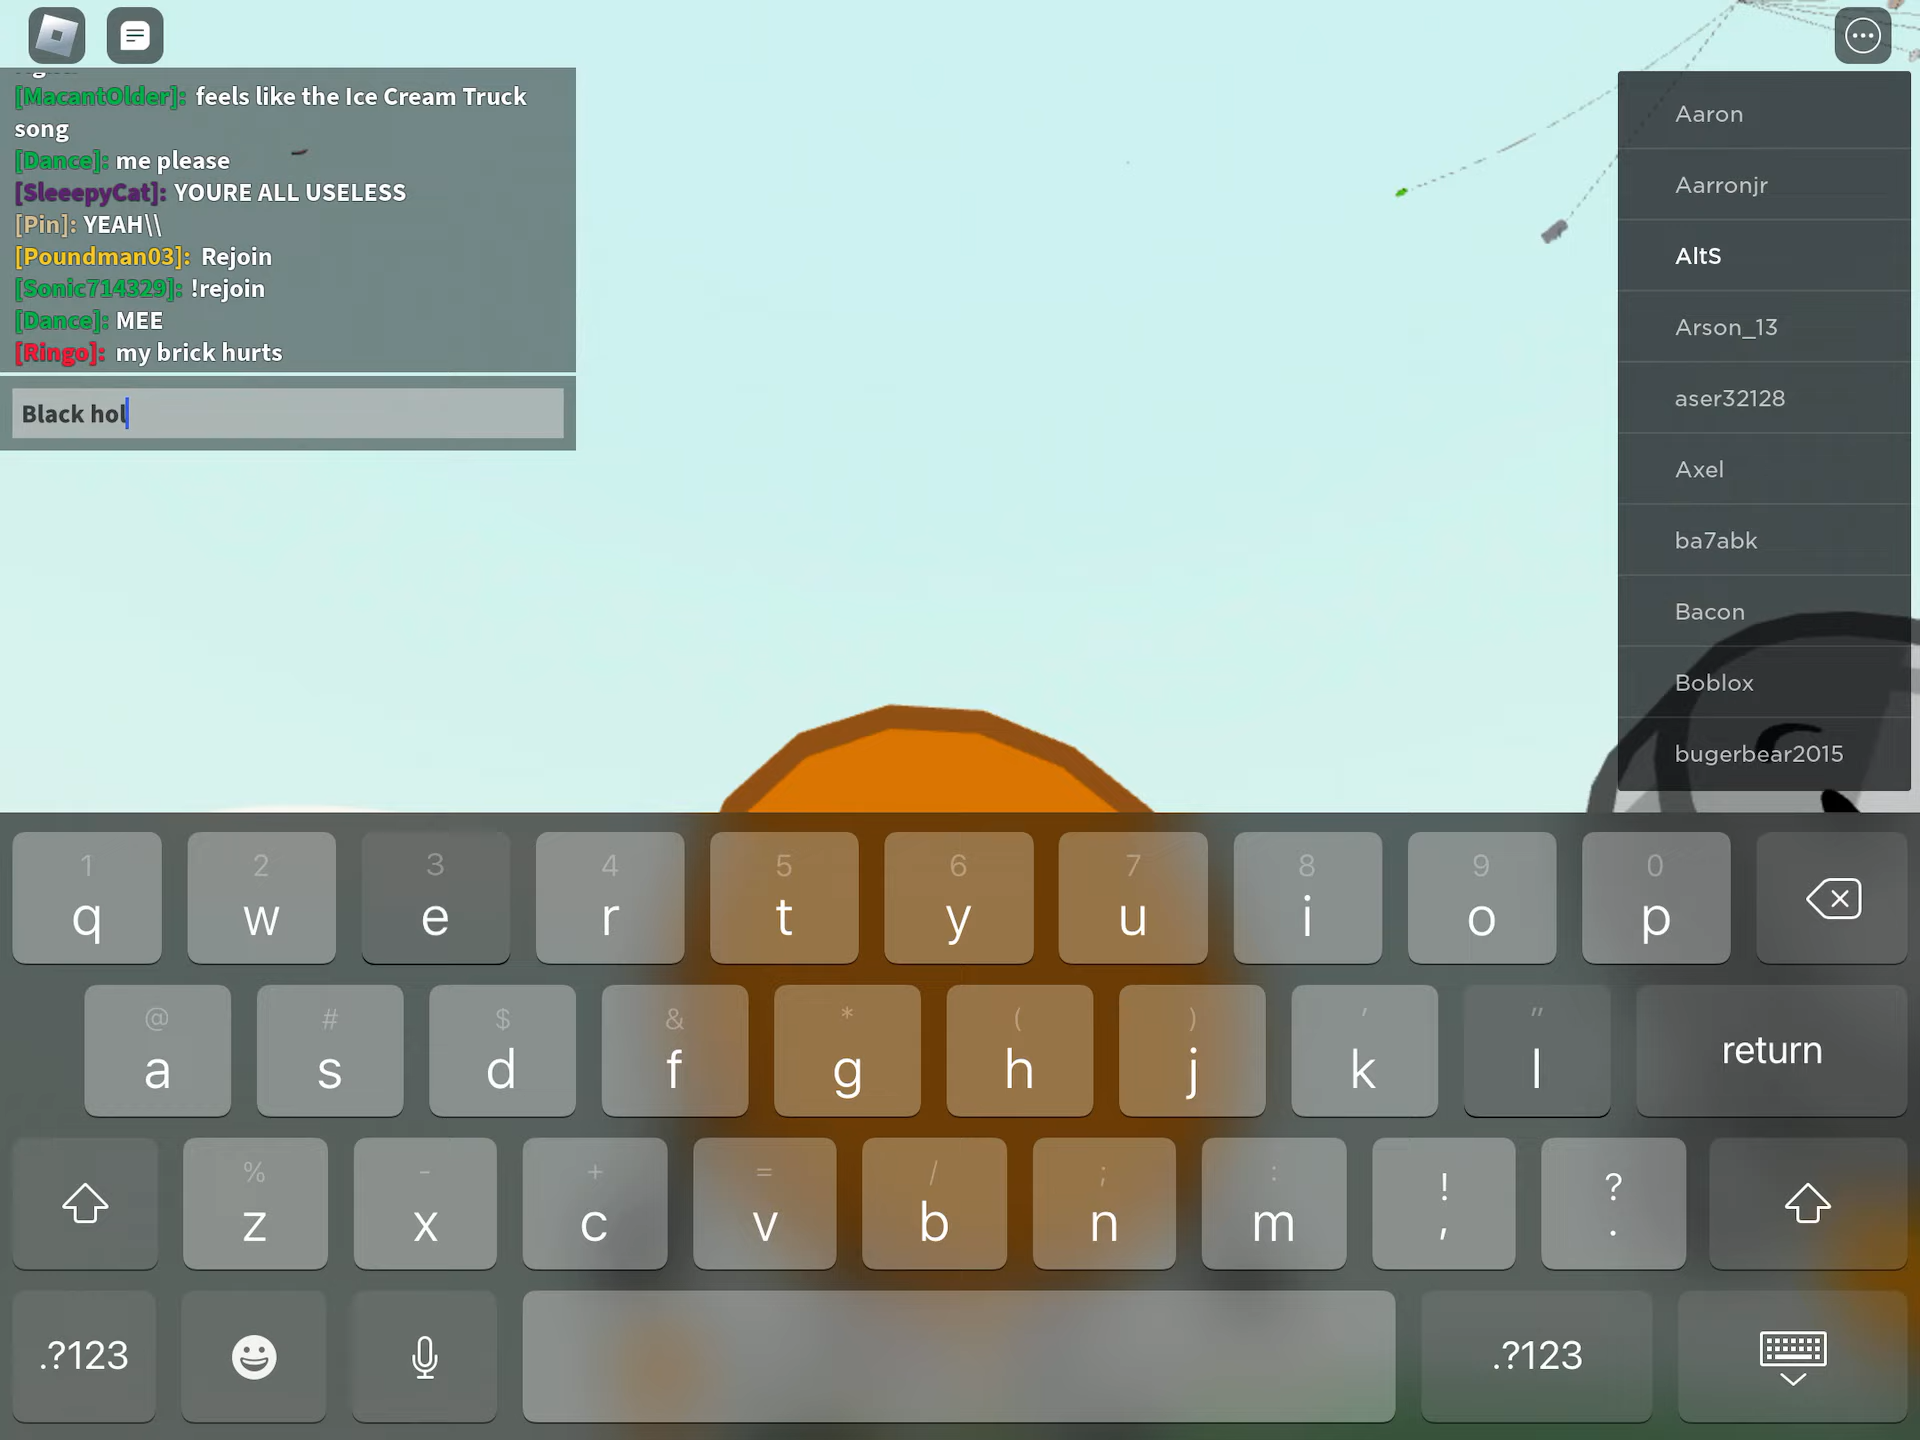 [MacantOlder]: feels like the Ice Cream Truck
song
[Dance]: me please
[SleeepyCat]: YOURE ALL USELESS
[Pin]: YEAH\\
[Poundman03]: Rejoin
[Sonic714329]: !rejoin
[Dance]: MEE
[Ringo]: my brick hurts
Black hol
Aaron
Aarronjr
AltS
Arson_13
aser32128
Axel
ba7abk
Bacon
Boblox
bugerbear2015
1 2 3 4 5 6 7 8 9 0
q w e r t y u i o p
@ # $ & * ( ) ' "
a s d f g h j k l return
% - + = / ; : ! ?
z x c v b n m , .
.?123 .?123